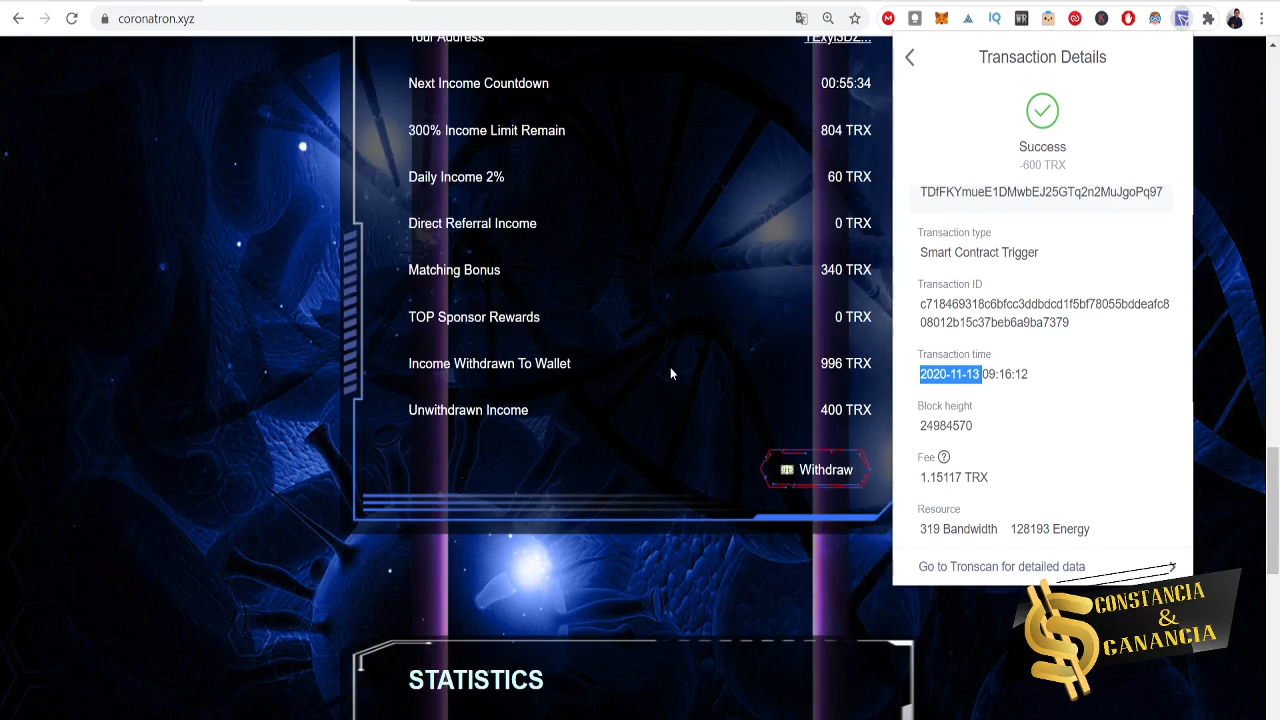 coronatron.xyz
Your Address
TExyi3DZ...
Next Income Countdown 00:55:34
300% Income Limit Remain 804 TRX
Daily Income 2% 60 TRX
Direct Referral Income 0 TRX
Matching Bonus 340 TRX
TOP Sponsor Rewards 0 TRX
Income Withdrawn To Wallet 996 TRX
Unwithdrawn Income 400 TRX
Withdraw
STATISTICS
Transaction Details
Success
-600 TRX
TDfFKYmueE1DMwbEJ25GTq2n2MuJgoPq97
Transaction type
Smart Contract Trigger
Transaction ID
c718469318c6bfcc3ddbdcd1f5bf78055bddeafc8
08012b15c37beb6a9ba7379
Transaction time
2020-11-13 09:16:12
Block height
24984570
Fee ?
1.15117 TRX
Resource
319 Bandwidth 128193 Energy
Go to Tronscan for detailed data
CONSTANCIA
&
GANANCIA